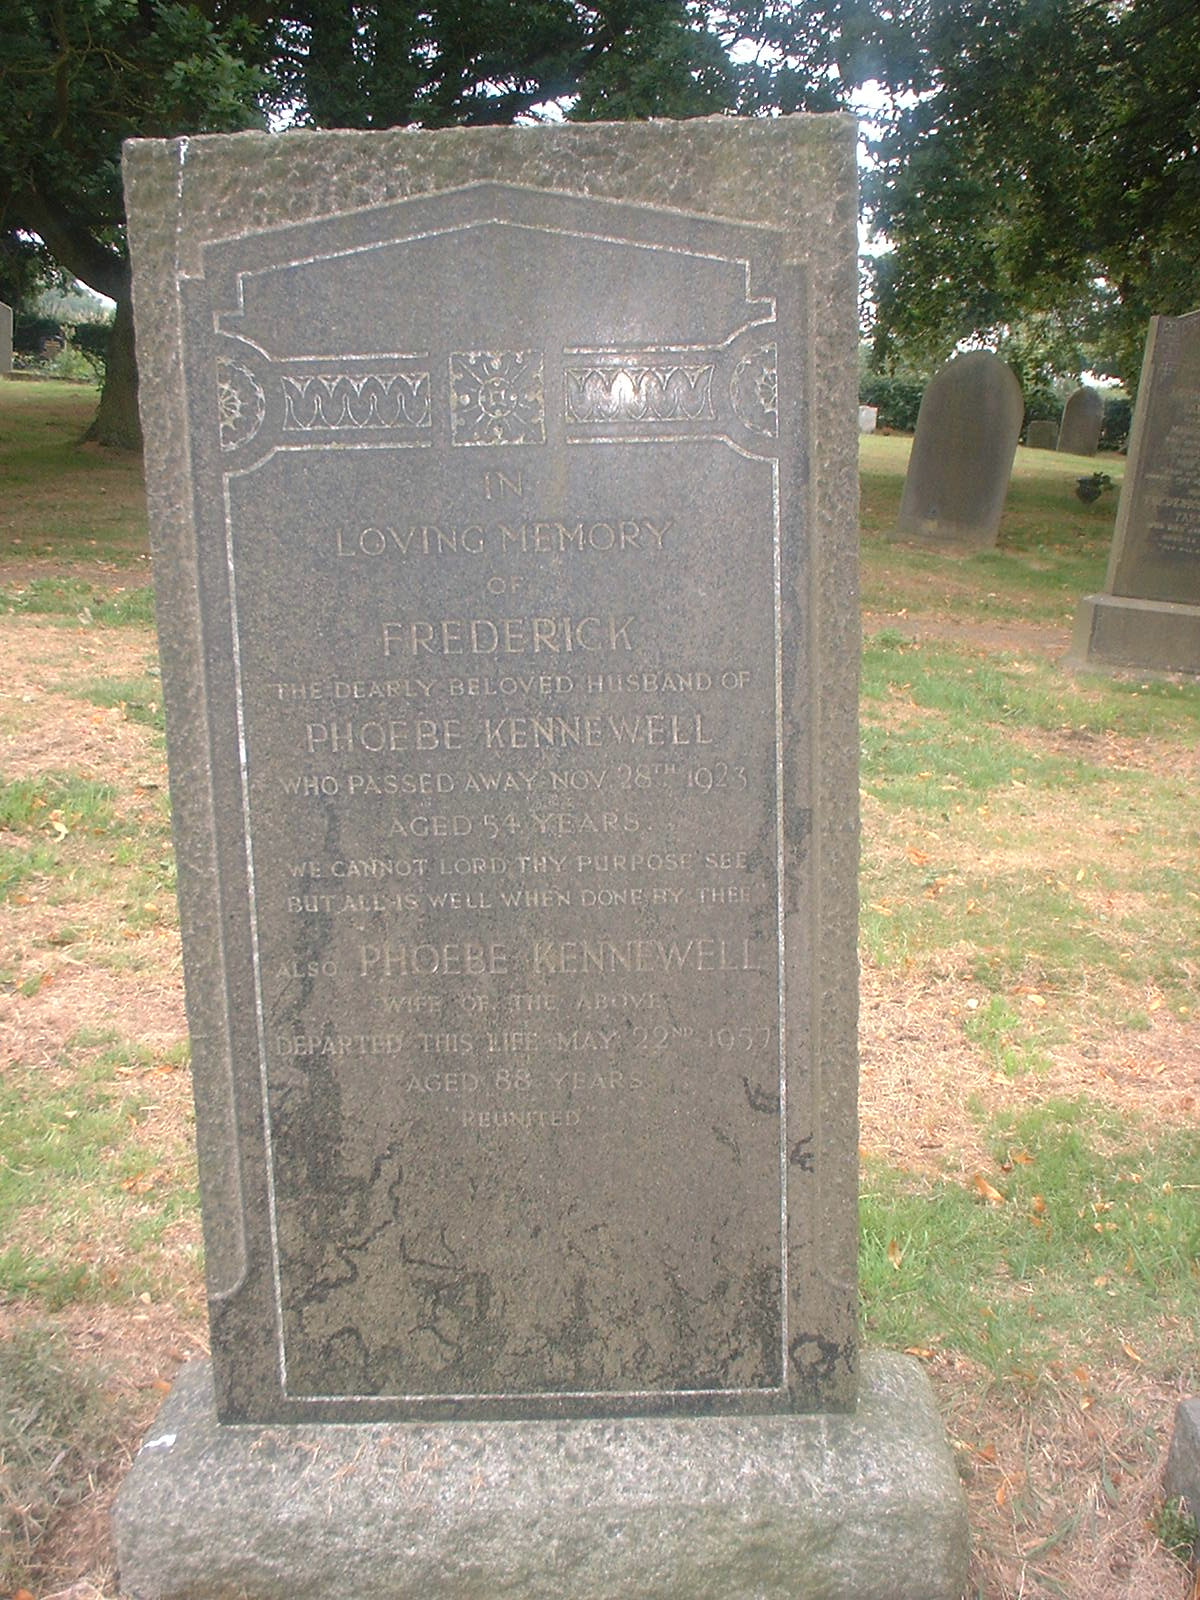 IN
LOVING MEMORY
OF
FREDERICK
THE DEARLY BELOVED HUSBAND OF
PHOEBE KENNEWELL
WHO PASSED AWAY NOV. 28TH 1923
AGED 54 YEARS.
WE CANNOT LORD THY PURPOSE SEE
BUT ALL IS WELL WHEN DONE BY THEE
ALSO PHOEBE KENNEWELL
WIFE OF THE ABOVE
DEPARTED THIS LIFE MAY 22ND 1957
AGED 88 YEARS
"REUNITED"